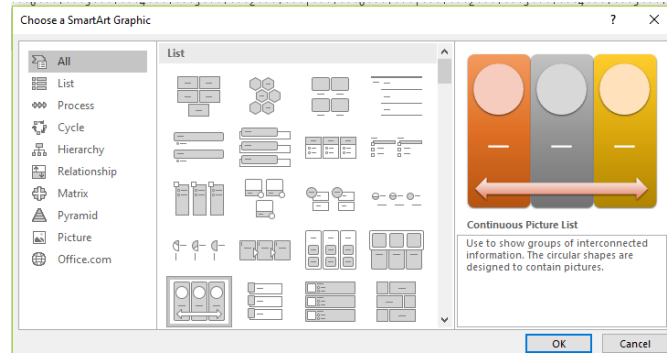 Choose a SmartArt Graphic
? X
All
List
Process
Cycle
Hierarchy
Relationship
Matrix
Pyramid
Picture
Office.com
List
Continuous Picture List
Use to show groups of interconnected
information. The circular shapes are
designed to contain pictures.
OK
Cancel